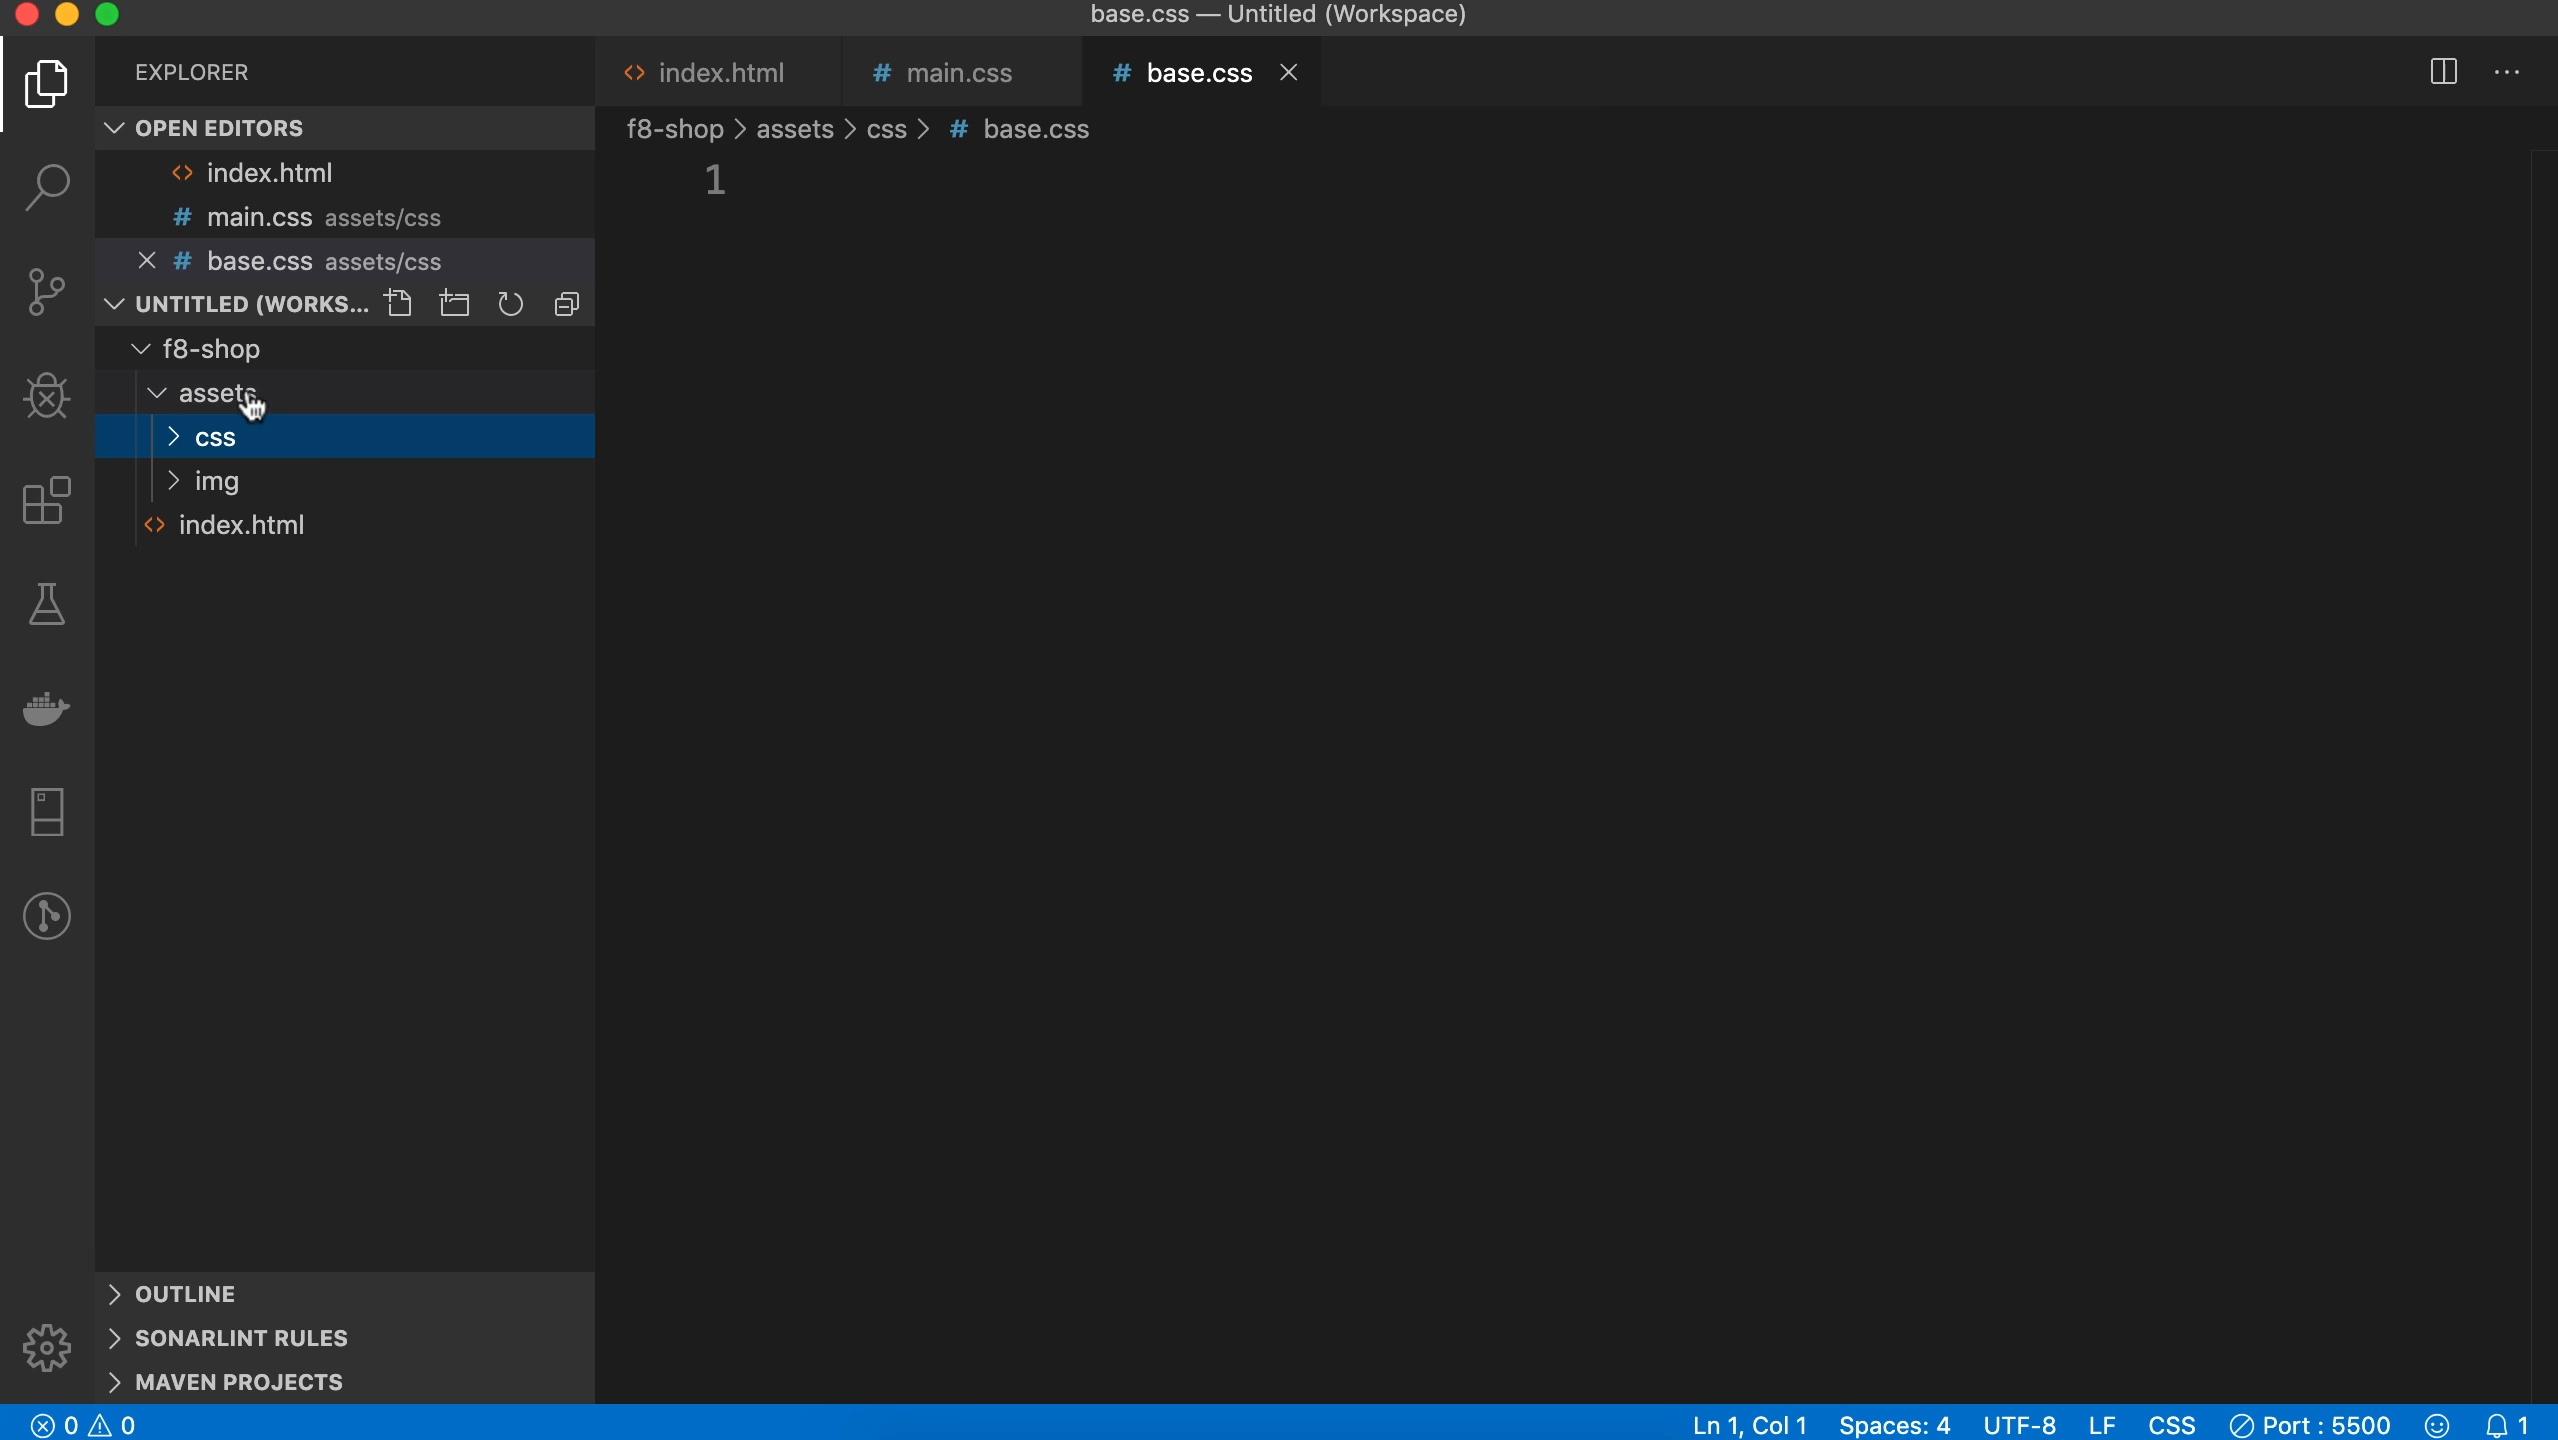 base.css — Untitled (Workspace)
EXPLORER
index.html
main.css
base.css
OPEN EDITORS
index.html
main.css assets/css
base.css assets/css
UNTITLED (WORKS...
f8-shop
assets
css
img
index.html
f8-shop > assets > css > # base.css
1
OUTLINE
SONARLINT RULES
MAVEN PROJECTS
0 0
Ln 1, Col 1 Spaces: 4 UTF-8 LF CSS Port : 5500 1